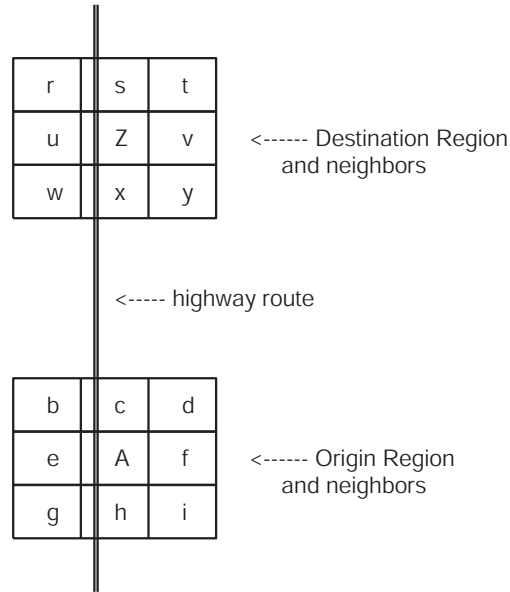 r s t
u Z v <------ Destination Region
and neighbors
w x y
<----- highway route
b c d
e A f <------ Origin Region
and neighbors
g h i